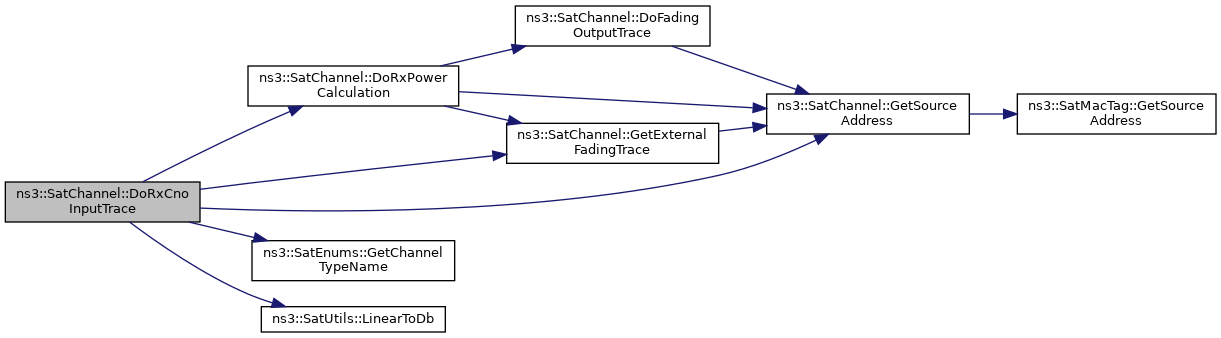 ns3::SatChannel::DoFading
OutputTrace
ns3::SatChannel::DoRxPower
Calculation
ns3::SatChannel::GetSource
Address
ns3::SatMacTag::GetSource
Address
ns3::SatChannel::GetExternal
FadingTrace
ns3::SatChannel::DoRxCno
InputTrace
ns3::SatEnums::GetChannel
TypeName
ns3::SatUtils::LinearToDb